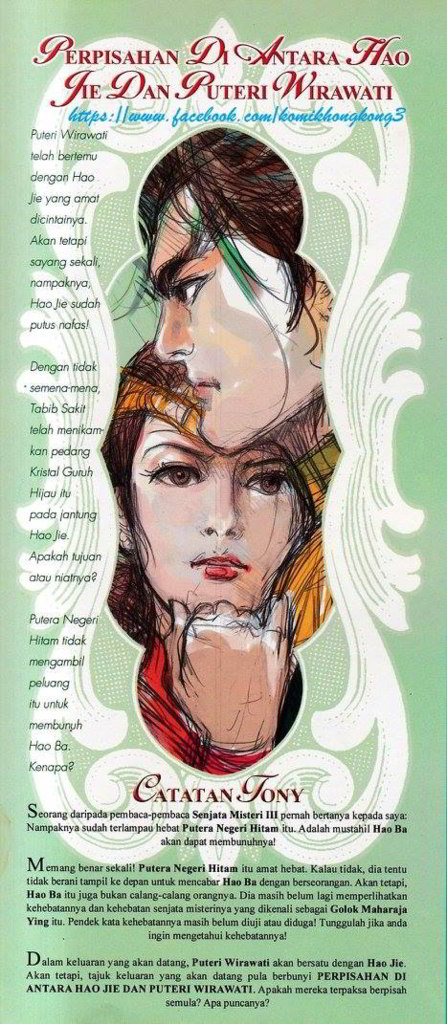 PERPISAHAN DI ANTARA HAO
JIE DAN PUTERI WIRAWATI
https://www.facebook.com/komikhongkong3
Puteri Wirawati
telah bertemu
dengan Hao
Jie yang amat
dicintainya.
Akan tetapi
sayang sekali,
nampaknya,
Hao Jie sudah
putus nafas!
Dengan tidak
semena-mena,
Tabib Sakit
telah menikam-
kan pedang
Kristal Guruh
Hijau itu
pada jantung
Hao Jie.
Apakah tujuan
atau niatnya?
Putera Negeri
Hitam tidak
mengambil
peluang
itu untuk
membunuh
Hao Ba.
Kenapa?
CATATAN TONY
Seorang daripada pembaca-pembaca Senjata Misteri III pernah bertanya kepada saya:
Nampaknya sudah terlampau hebat Putera Negeri Hitam itu. Adalah mustahil Hao Ba
akan dapat membunuhnya!
Memang benar sekali! Putera Negeri Hitam itu amat hebat. Kalau tidak, dia tentu
tidak berani tampil ke depan untuk mencabar Hao Ba dengan berseorangan. Akan tetapi,
Hao Ba itu juga bukan calang-calang orangnya. Dia masih belum lagi memperlihatkan
kehebatannya dan kehebatan senjata misterinya yang dikenali sebagai Golok Maharaja
Ying itu. Pendek kata kehebatannya masih belum diuji atau diduga! Tunggulah jika anda
ingin mengetahui kehebatannya!
Dalam keluaran yang akan datang, Puteri Wirawati akan bersatu dengan Hao Jie.
Akan tetapi, tajuk keluaran yang akan datang pula berbunyi PERPISAHAN DI
ANTARA HAO JIE DAN PUTERI WIRAWATI. Apakah mereka terpaksa berpisah
semula? Apa puncanya?